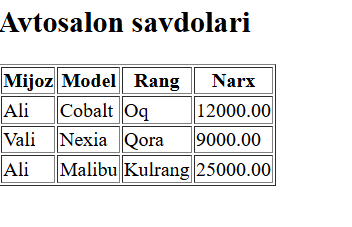 Avtosalon savdolari
Mijoz Model Rang Narx
Ali Cobalt Oq 12000.00
Vali Nexia Qora 9000.00
Ali Malibu Kulrang 25000.00